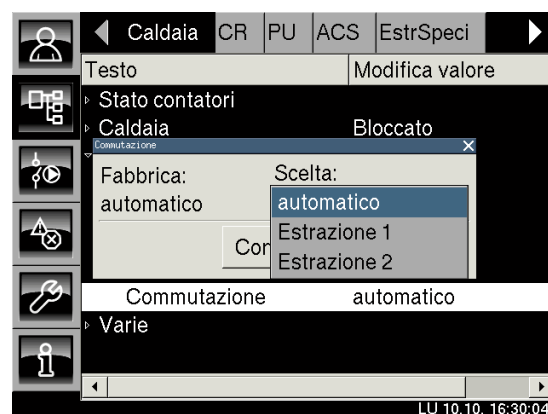 Caldaia CR PU ACS EstrSpeci
Testo Modifica valore
Stato contatori
Caldaia Bloccato
Commutazione
Fabbrica: Scelta:
automatico automatico
Estrazione 1
Estrazione 2
Commutazione automatico
Varie
LU 10.10. 16:30:04